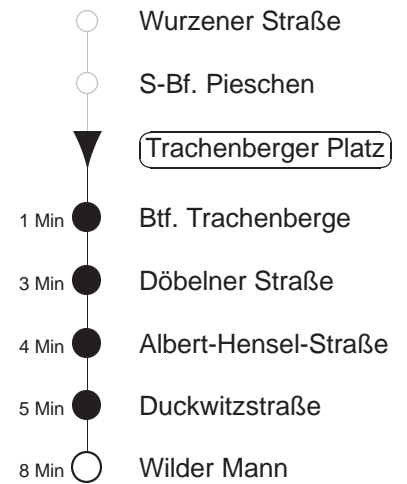 Wurzener Straße
S-Bf. Pieschen
Trachenberger Platz
1 Min Btf. Trachenberge
3 Min Döbelner Straße
4 Min Albert-Hensel-Straße
5 Min Duckwitzstraße
8 Min Wilder Mann